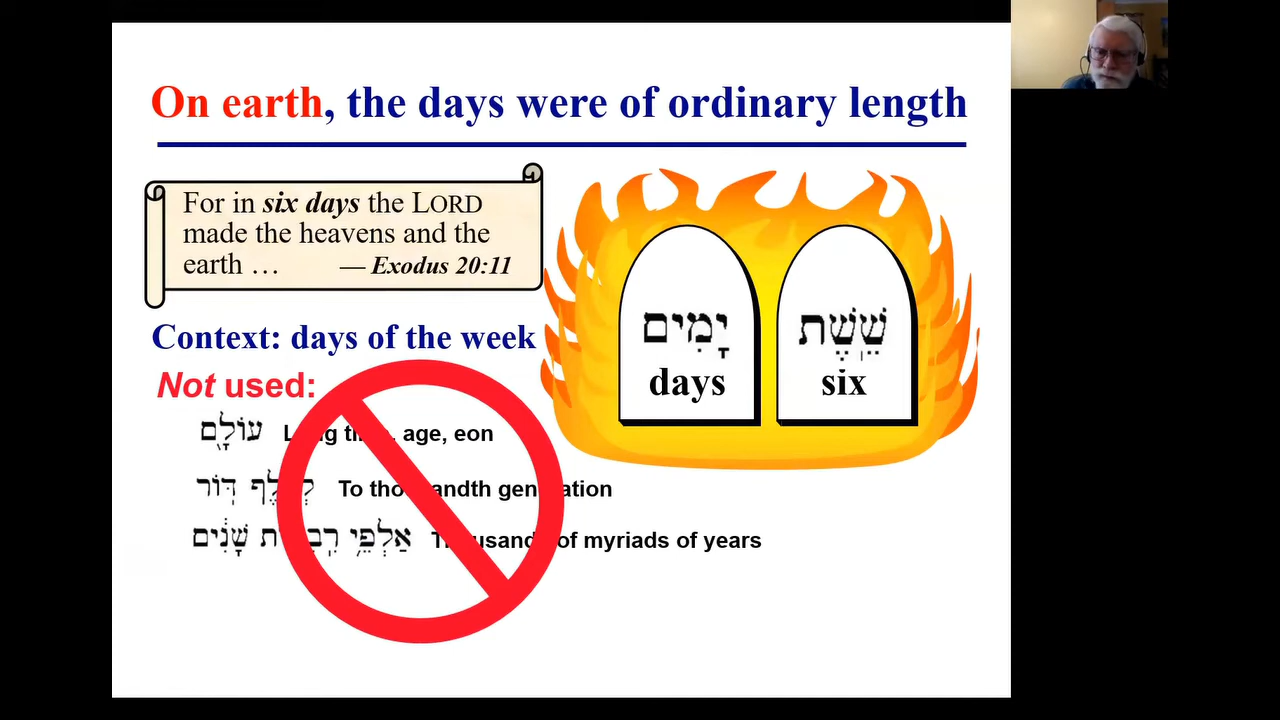 On earth, the days were of ordinary length
For in six days the LORD
made the heavens and the
earth … — Exodus 20:11
Context: days of the week
Not used:
עוֹלָם age, eon
דּוֹר To
of myriads of years
שָׁנִים
יָמִים
days
שֵׁשֶׁת
six